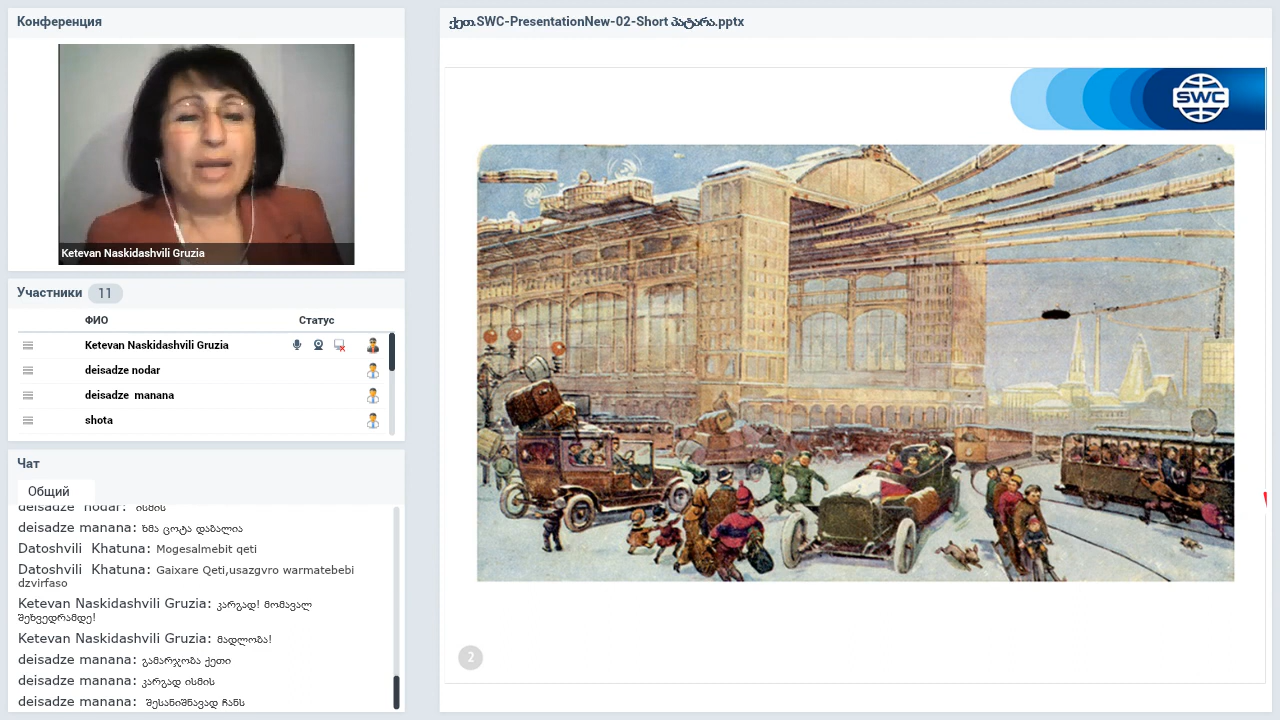 Конференция
Ketevan Naskidashvili Gruzia
Участники 11
ФИО Статус
Ketevan Naskidashvili Gruzia
deisadze nodar
deisadze manana
shota
Чат
Общий
deisadze nodar: ისმის
deisadze manana: ხმა ცოტა დაბალია
Datoshvili Khatuna: Mogesalmebit qeti
Datoshvili Khatuna: Gaixare Qeti,usazgvro warmatebebi
dzvirfaso
Ketevan Naskidashvili Gruzia: კარგად! მომავალ
შეხვედრამდე!
Ketevan Naskidashvili Gruzia: მადლობა!
deisadze manana: გამარჯობა ქეთი
deisadze manana: კარგად ისმის
deisadze manana: შესანიშნავად ჩანს
ქეთ.SWC-PresentationNew-02-Short პატარა.pptx
SWC
2